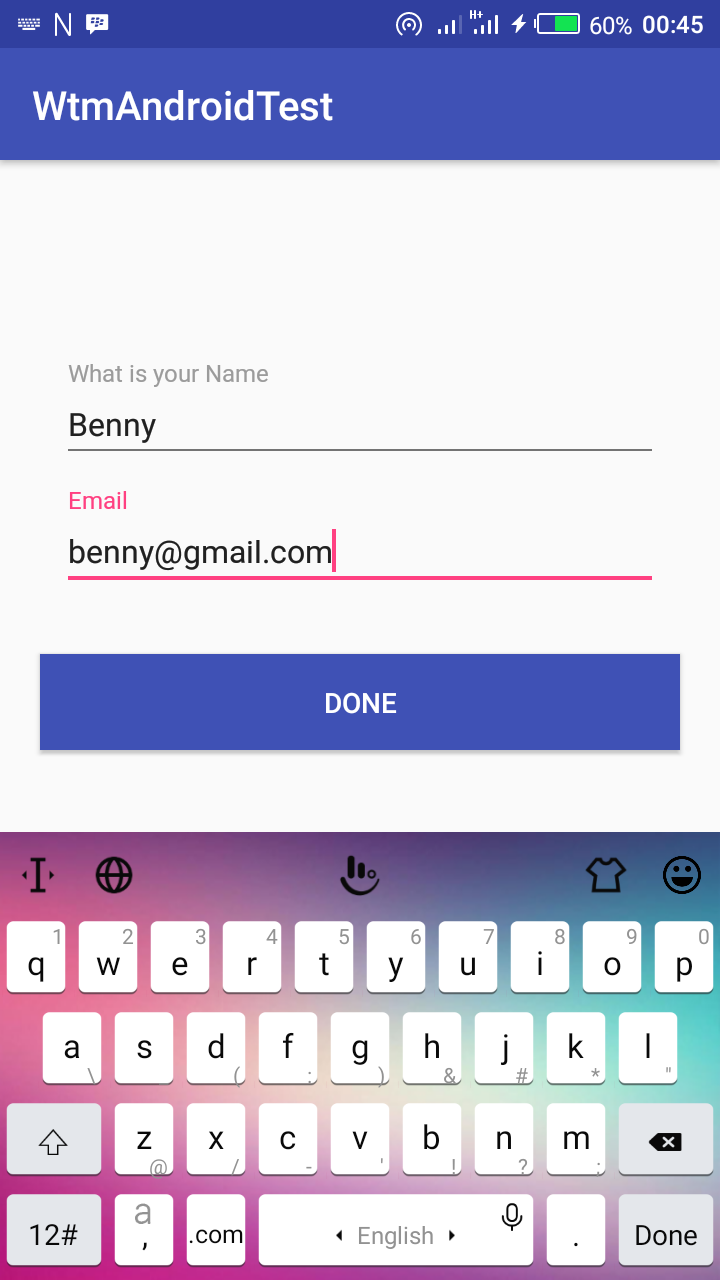 60% 00:45
WtmAndroidTest
What is your Name
Benny
Email
benny@gmail.com
DONE
1 2 3 4 5 6 7 8 9 0
q w e r t y u i o p
a s d f g h j k l
\ _ ( : ) & # * "
z x c v b n m
@ / - ' ! ? ;
12# a , .com English . Done